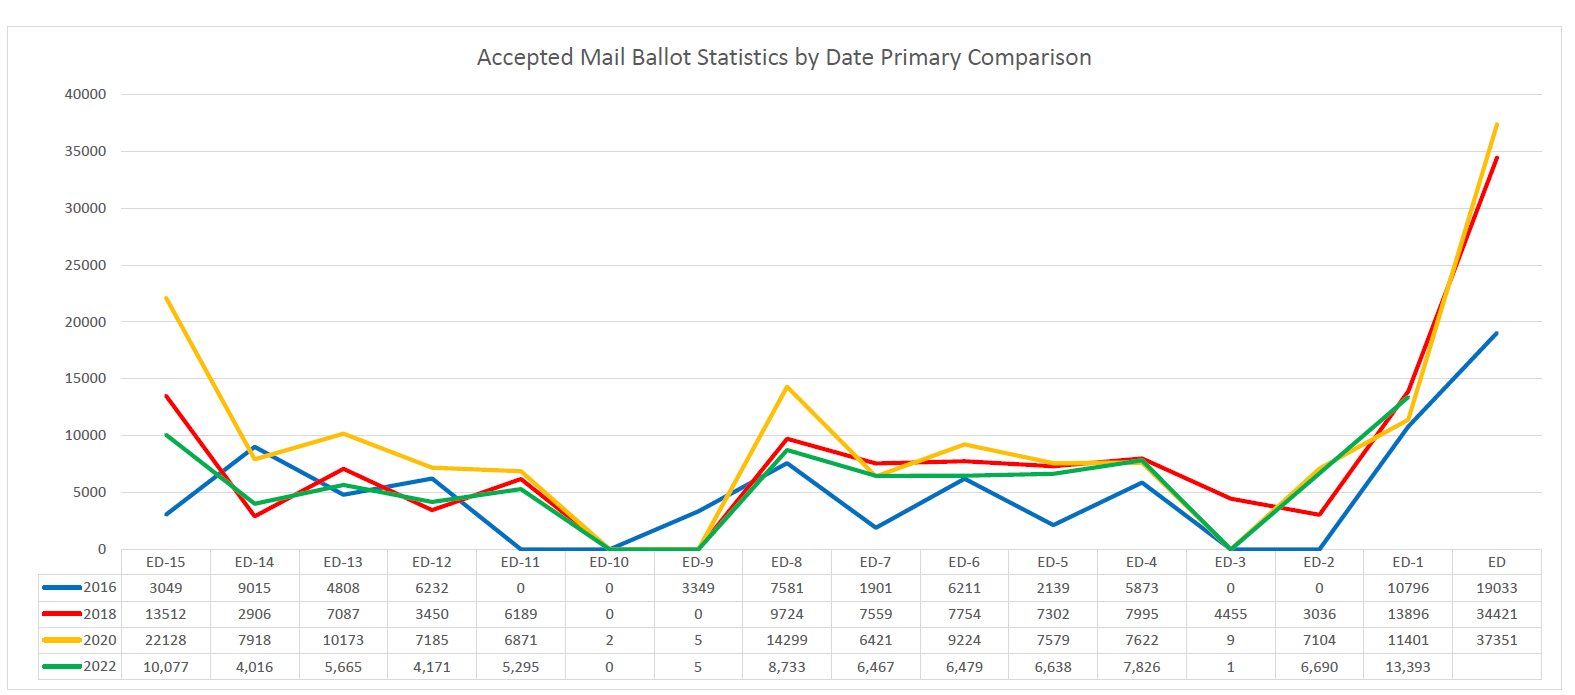 Accepted Mail Ballot Statistics by Date Primary Comparison
40000
35000
30000
25000
20000
15000
10000
5000
0
ED-15 ED-14 ED-13 ED-12 ED-11 ED-10 ED-9 ED-8 ED-7 ED-6 ED-5 ED-4 ED-3 ED-2 ED-1 ED
2016 3049 9015 4808 6232 0 0 3349 7581 1901 6211 2139 5873 0 0 10796 19033
2018 13512 2906 7087 3450 6189 0 0 9724 7559 7754 7302 7995 4455 3036 13896 34421
2020 22128 7918 10173 7185 6871 2 5 14299 6421 9224 7579 7622 9 7104 11401 37351
2022 10,077 4,016 5,665 4,171 5,295 0 5 8,733 6,467 6,479 6,638 7,826 1 6,690 13,393